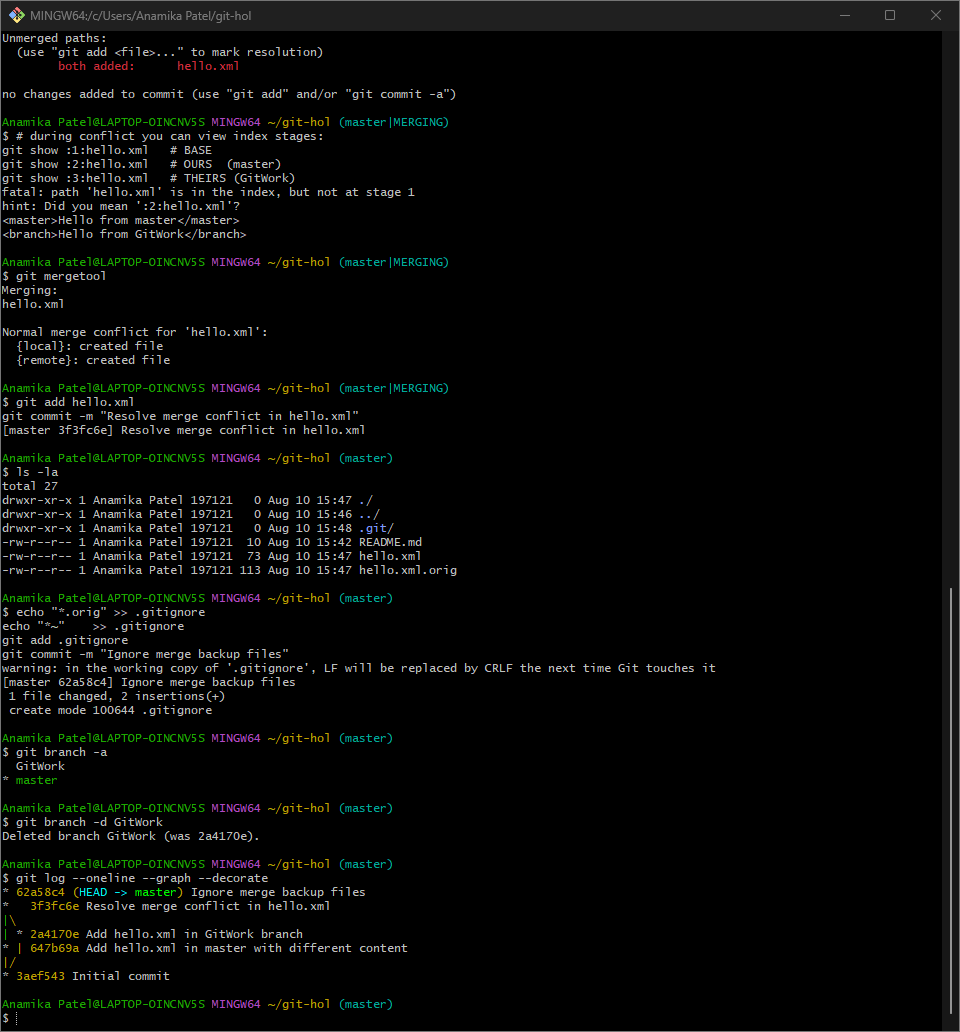 MINGW64:/c/Users/Anamika Patel/git-hol
Unmerged paths:
  (use "git add <file>..." to mark resolution)
        both added:      hello.xml

no changes added to commit (use "git add" and/or "git commit -a")

Anamika Patel@LAPTOP-OINCNV5S MINGW64 ~/git-hol (master|MERGING)
$ # during conflict you can view index stages:
git show :1:hello.xml   # BASE
git show :2:hello.xml   # OURS  (master)
git show :3:hello.xml   # THEIRS (GitWork)
fatal: path 'hello.xml' is in the index, but not at stage 1
hint: Did you mean ':2:hello.xml'?
<master>Hello from master</master>
<branch>Hello from GitWork</branch>

Anamika Patel@LAPTOP-OINCNV5S MINGW64 ~/git-hol (master|MERGING)
$ git mergetool
Merging:
hello.xml

Normal merge conflict for 'hello.xml':
  {local}: created file
  {remote}: created file

Anamika Patel@LAPTOP-OINCNV5S MINGW64 ~/git-hol (master|MERGING)
$ git add hello.xml
git commit -m "Resolve merge conflict in hello.xml"
[master 3f3fc6e] Resolve merge conflict in hello.xml

Anamika Patel@LAPTOP-OINCNV5S MINGW64 ~/git-hol (master)
$ ls -la
total 27
drwxr-xr-x 1 Anamika Patel 197121   0 Aug 10 15:47 ./
drwxr-xr-x 1 Anamika Patel 197121   0 Aug 10 15:46 ../
drwxr-xr-x 1 Anamika Patel 197121   0 Aug 10 15:48 .git/
-rw-r--r-- 1 Anamika Patel 197121  10 Aug 10 15:42 README.md
-rw-r--r-- 1 Anamika Patel 197121  73 Aug 10 15:47 hello.xml
-rw-r--r-- 1 Anamika Patel 197121 113 Aug 10 15:47 hello.xml.orig

Anamika Patel@LAPTOP-OINCNV5S MINGW64 ~/git-hol (master)
$ echo "*.orig" >> .gitignore
echo "*~"    >> .gitignore
git add .gitignore
git commit -m "Ignore merge backup files"
warning: in the working copy of '.gitignore', LF will be replaced by CRLF the next time Git touches it
[master 62a58c4] Ignore merge backup files
 1 file changed, 2 insertions(+)
 create mode 100644 .gitignore

Anamika Patel@LAPTOP-OINCNV5S MINGW64 ~/git-hol (master)
$ git branch -a
  GitWork
* master

Anamika Patel@LAPTOP-OINCNV5S MINGW64 ~/git-hol (master)
$ git branch -d GitWork
Deleted branch GitWork (was 2a4170e).

Anamika Patel@LAPTOP-OINCNV5S MINGW64 ~/git-hol (master)
$ git log --oneline --graph --decorate
* 62a58c4 (HEAD -> master) Ignore merge backup files
*   3f3fc6e Resolve merge conflict in hello.xml
|\
| * 2a4170e Add hello.xml in GitWork branch
* | 647b69a Add hello.xml in master with different content
|/
* 3aef543 Initial commit

Anamika Patel@LAPTOP-OINCNV5S MINGW64 ~/git-hol (master)
$